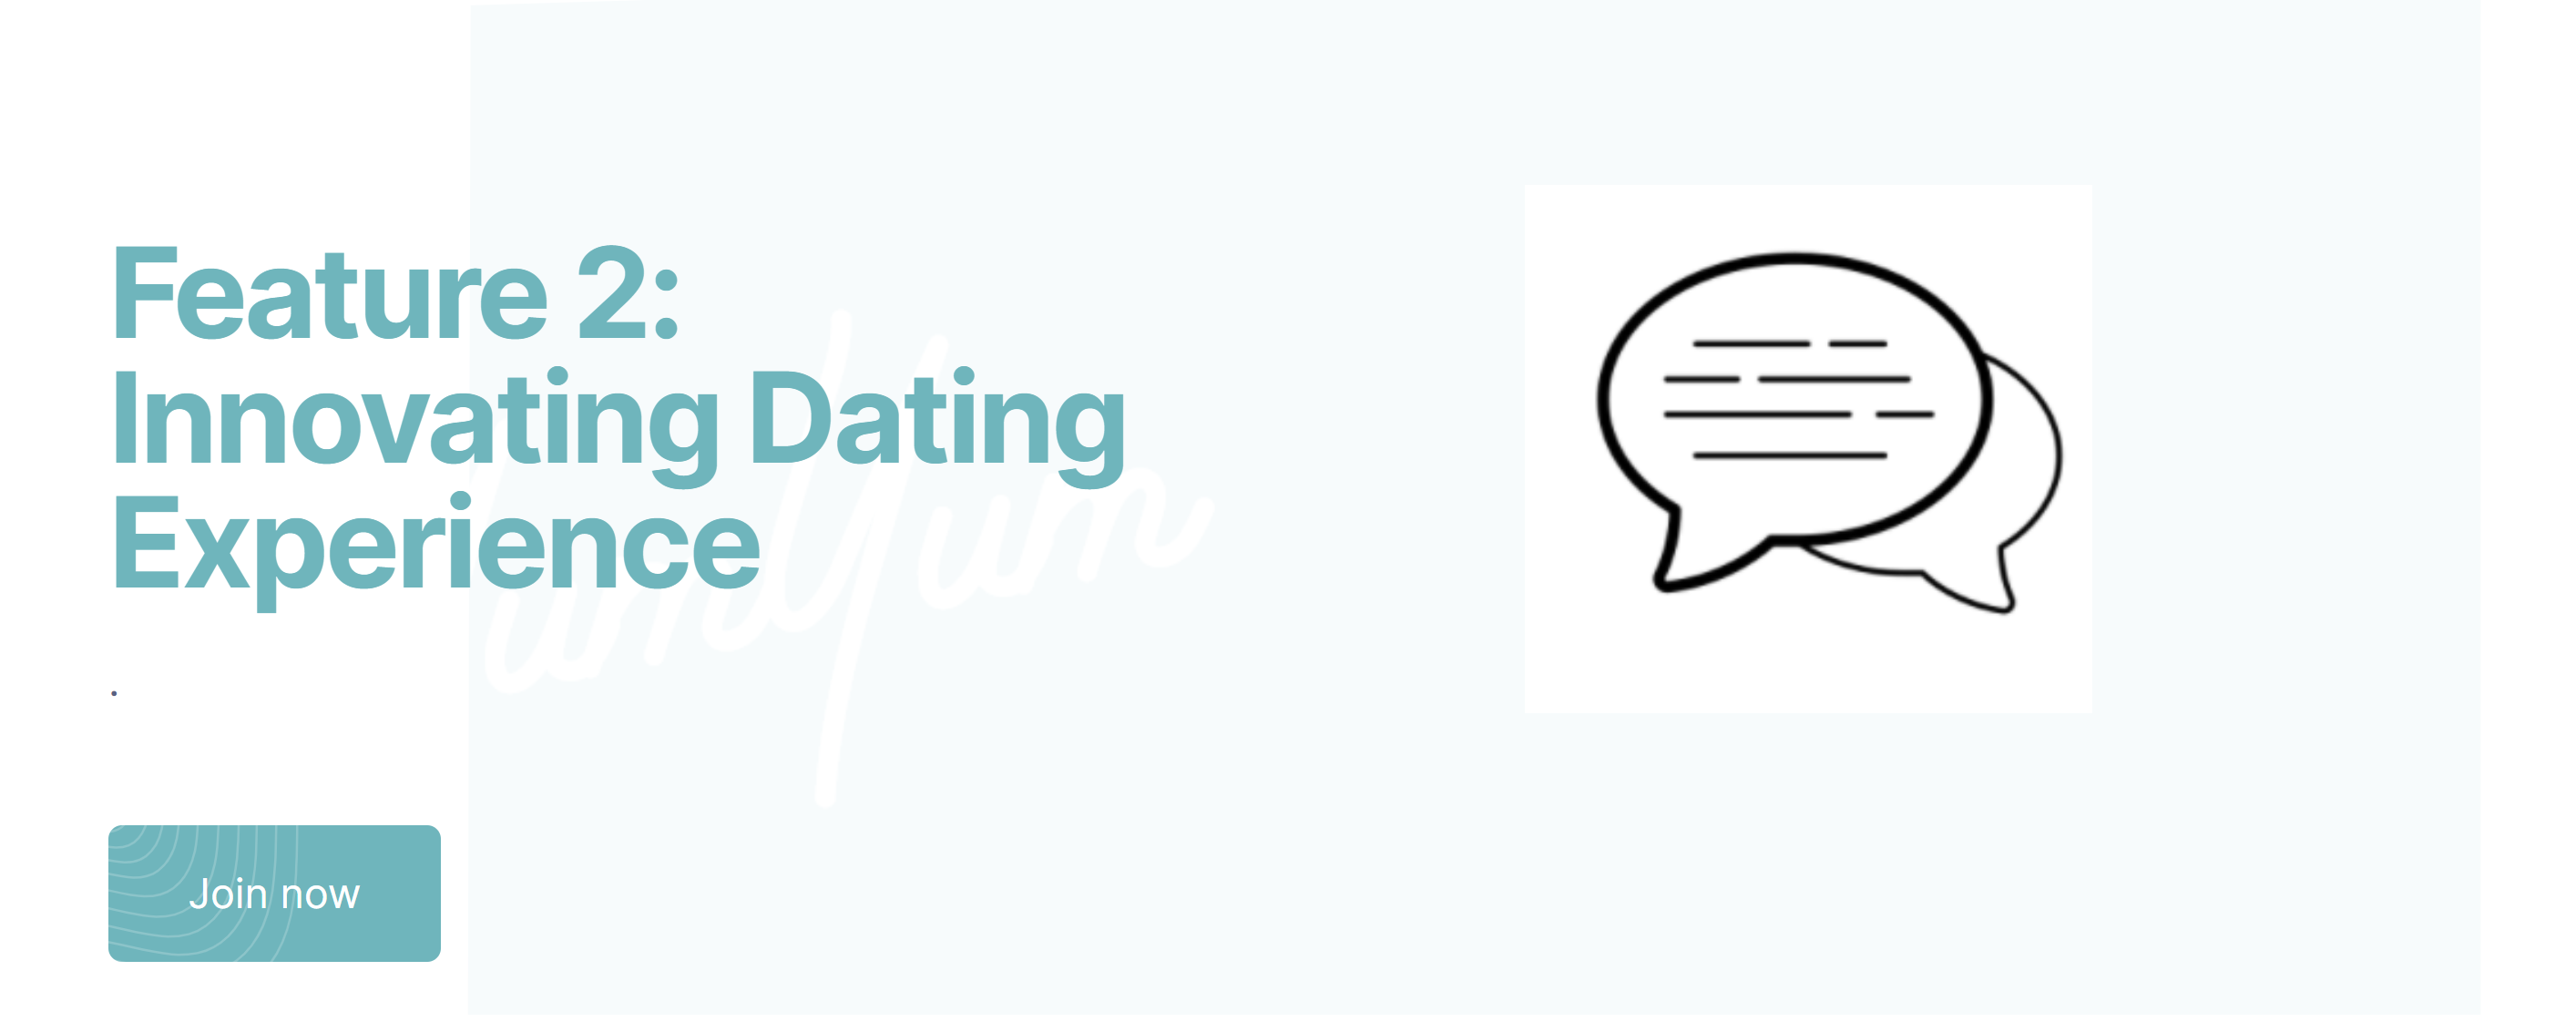 Feature 2:
Innovating Dating
Experience
.
Join now